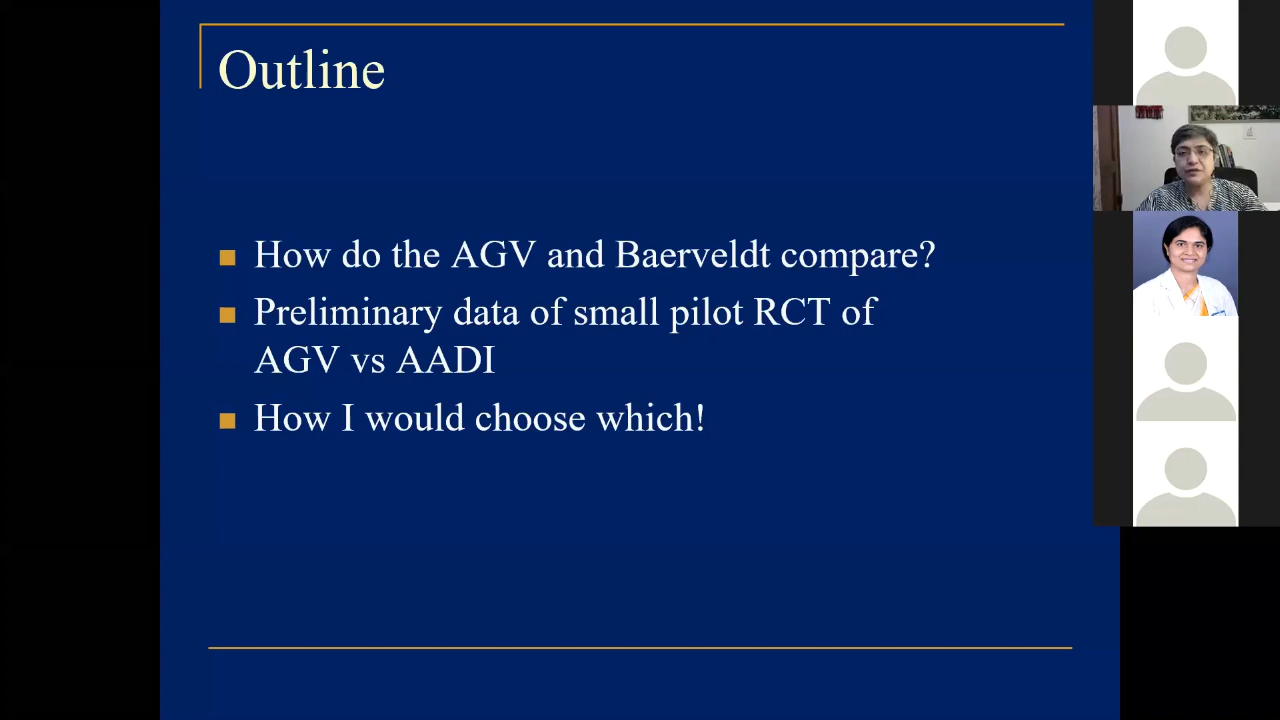 Outline
How do the AGV and Baerveldt compare?
Preliminary data of small pilot RCT of
AGV vs AADI
How I would choose which!